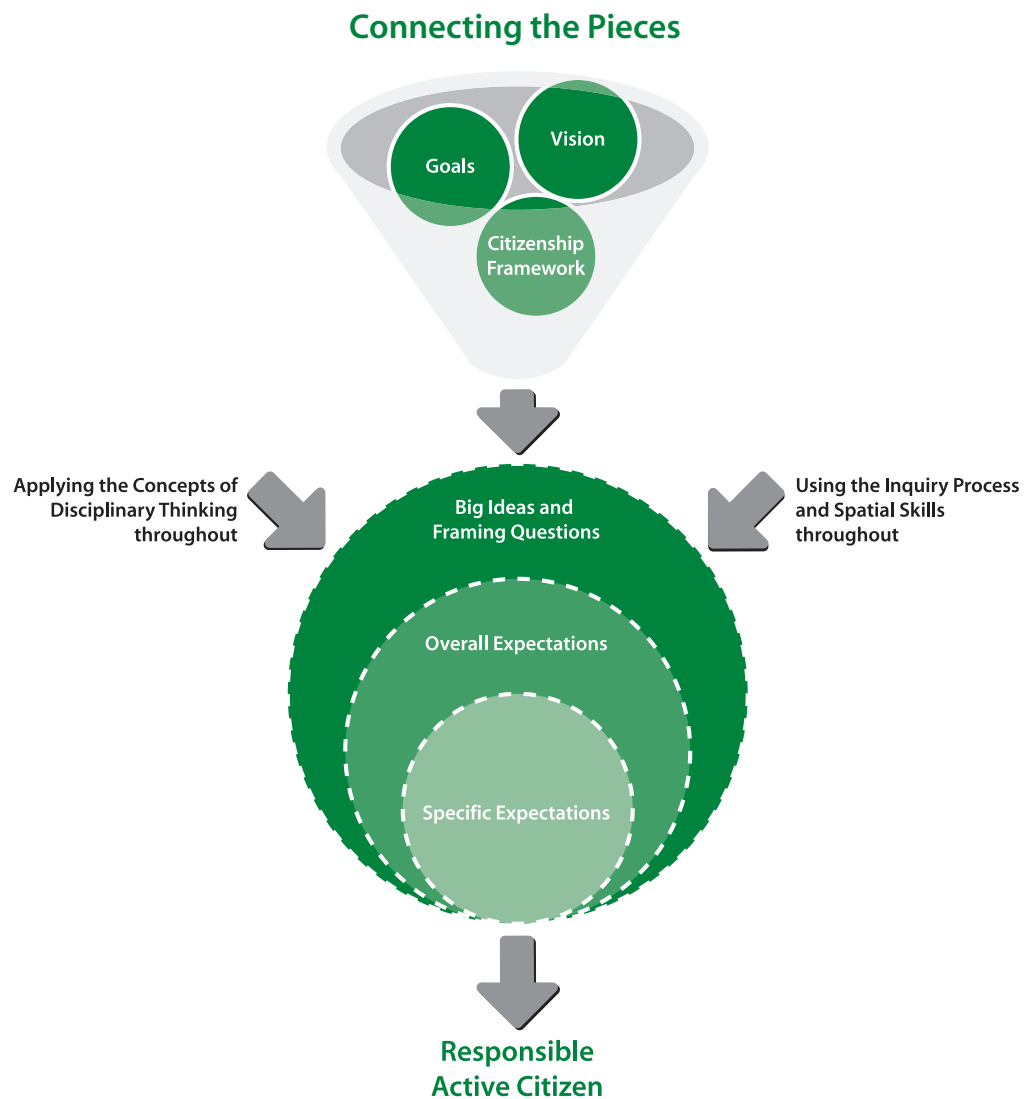 Connecting the Pieces
Vision
Goals
Citizenship
Framework
Applying the Concepts of
Disciplinary Thinking
throughout
Using the Inquiry Process
and Spatial Skills
throughout
Big Ideas and
Framing Questions
Overall Expectations
Specific Expectations
Responsible
Active Citizen